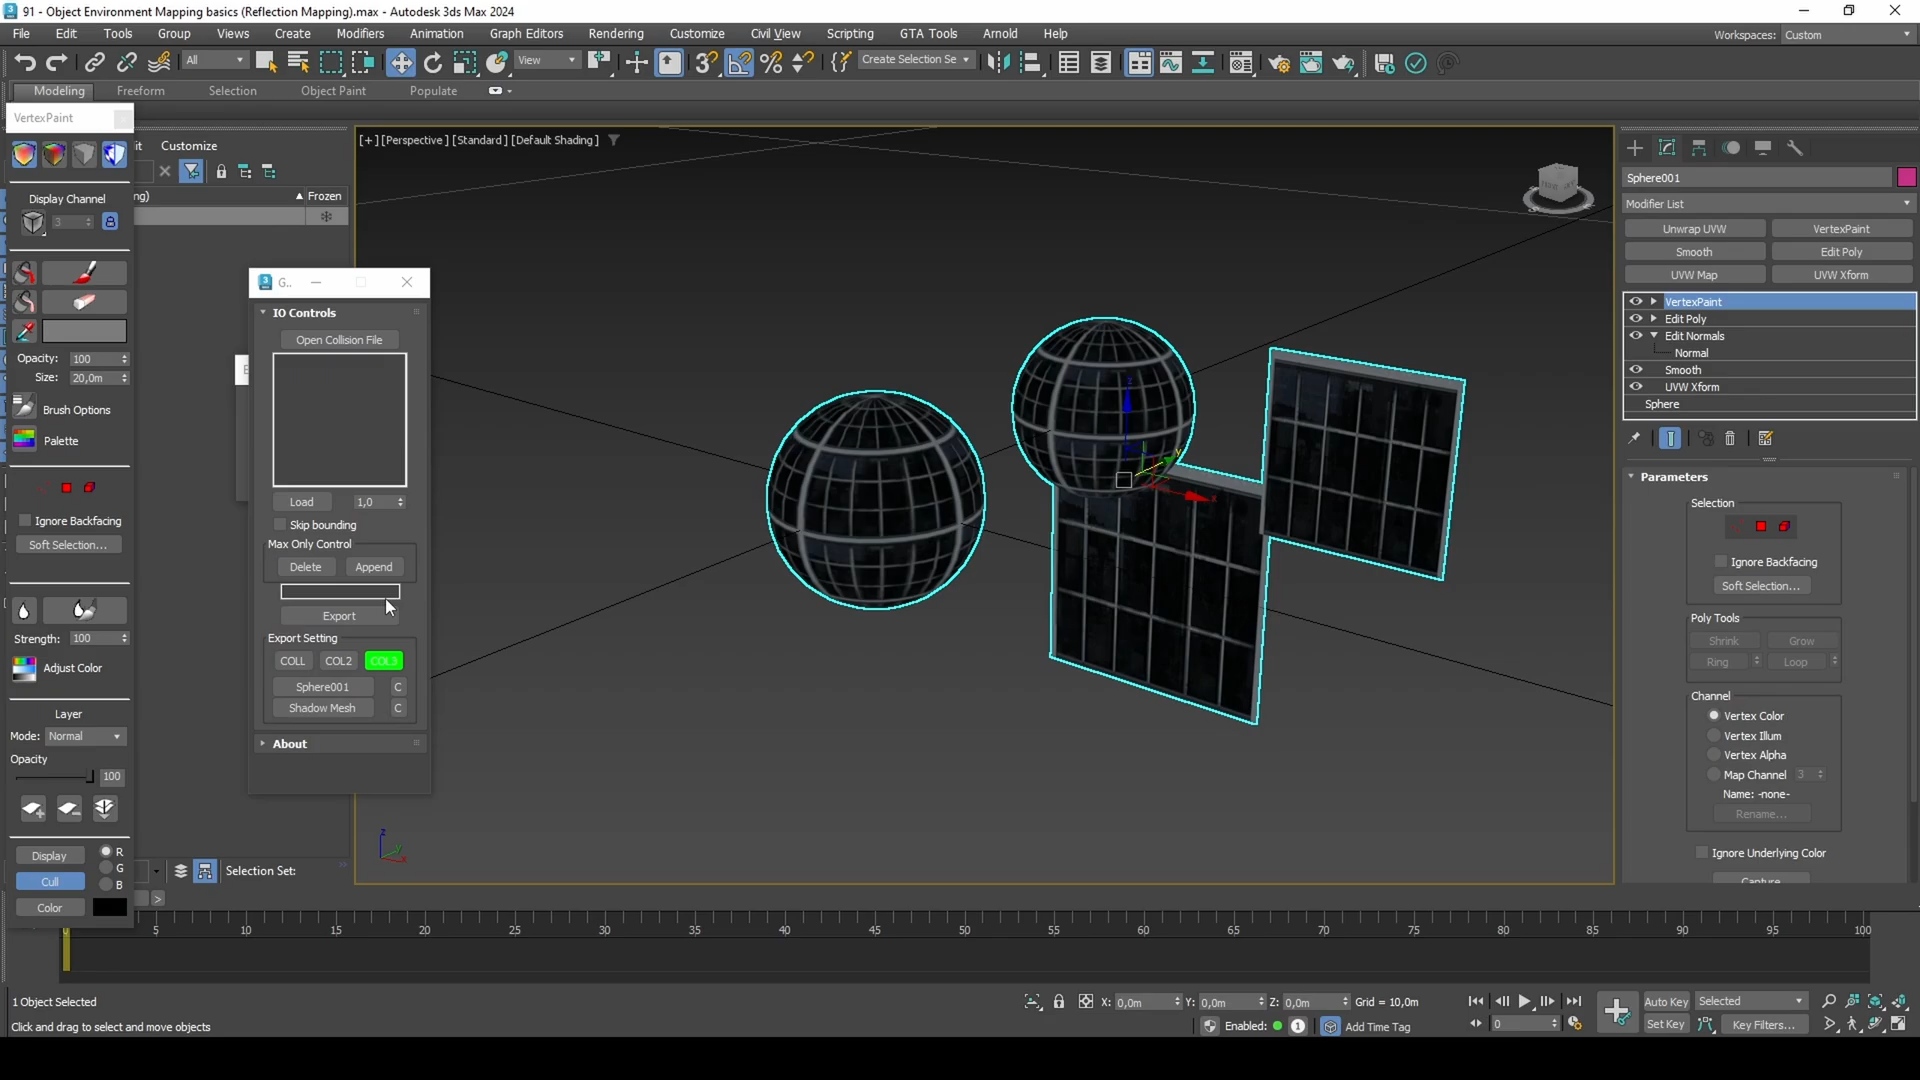 91 - Object Environment Mapping basics (Reflection Mapping).max - Autodesk 3ds Max 2024
File Edit Tools Group Views Create Modifiers Animation Graph Editors Rendering Customize Civil View Scripting GTA Tools Arnold Help
Workspaces: Custom
All View Create Selection Se
Modeling Freeform Selection Object Paint Populate
VertexPaint
Customize
Frozen
Display Channel
3
Opacity: 100
Size: 20,0m
Brush Options
Palette
Ignore Backfacing
Soft Selection...
Strength: 100
Adjust Color
Layer
Mode: Normal
Opacity
100
Display R
G
Cull B
Color
G..
IO Controls
Open Collision File
Load 1,0
Skip bounding
Max Only Control
Delete Append
Export
Export Setting
COLL COL2 COL3
Sphere001 C
Shadow Mesh C
About
Selection Set:
[+] [Perspective] [Standard] [Default Shading]
Sphere001
Modifier List
Unwrap UVW VertexPaint
Smooth Edit Poly
UVW Map UVW Xform
VertexPaint
Edit Poly
Edit Normals
Normal
Smooth
UVW Xform
Sphere
Parameters
Selection
Ignore Backfacing
Soft Selection...
Poly Tools
Shrink Grow
Ring Loop
Channel
Vertex Color
Vertex Illum
Vertex Alpha
Map Channel 3
Name: -none-
Rename...
Ignore Underlying Color
Capture
5 10 15 20 25 30 35 40 45 50 55 60 65 70 75 80 85 90 95 100
1 Object Selected
Click and drag to select and move objects
X: 0,0m Y: 0,0m Z: 0,0m Grid = 10,0m
Enabled: 1 Add Time Tag
0
Auto Key Selected
Set Key Key Filters...